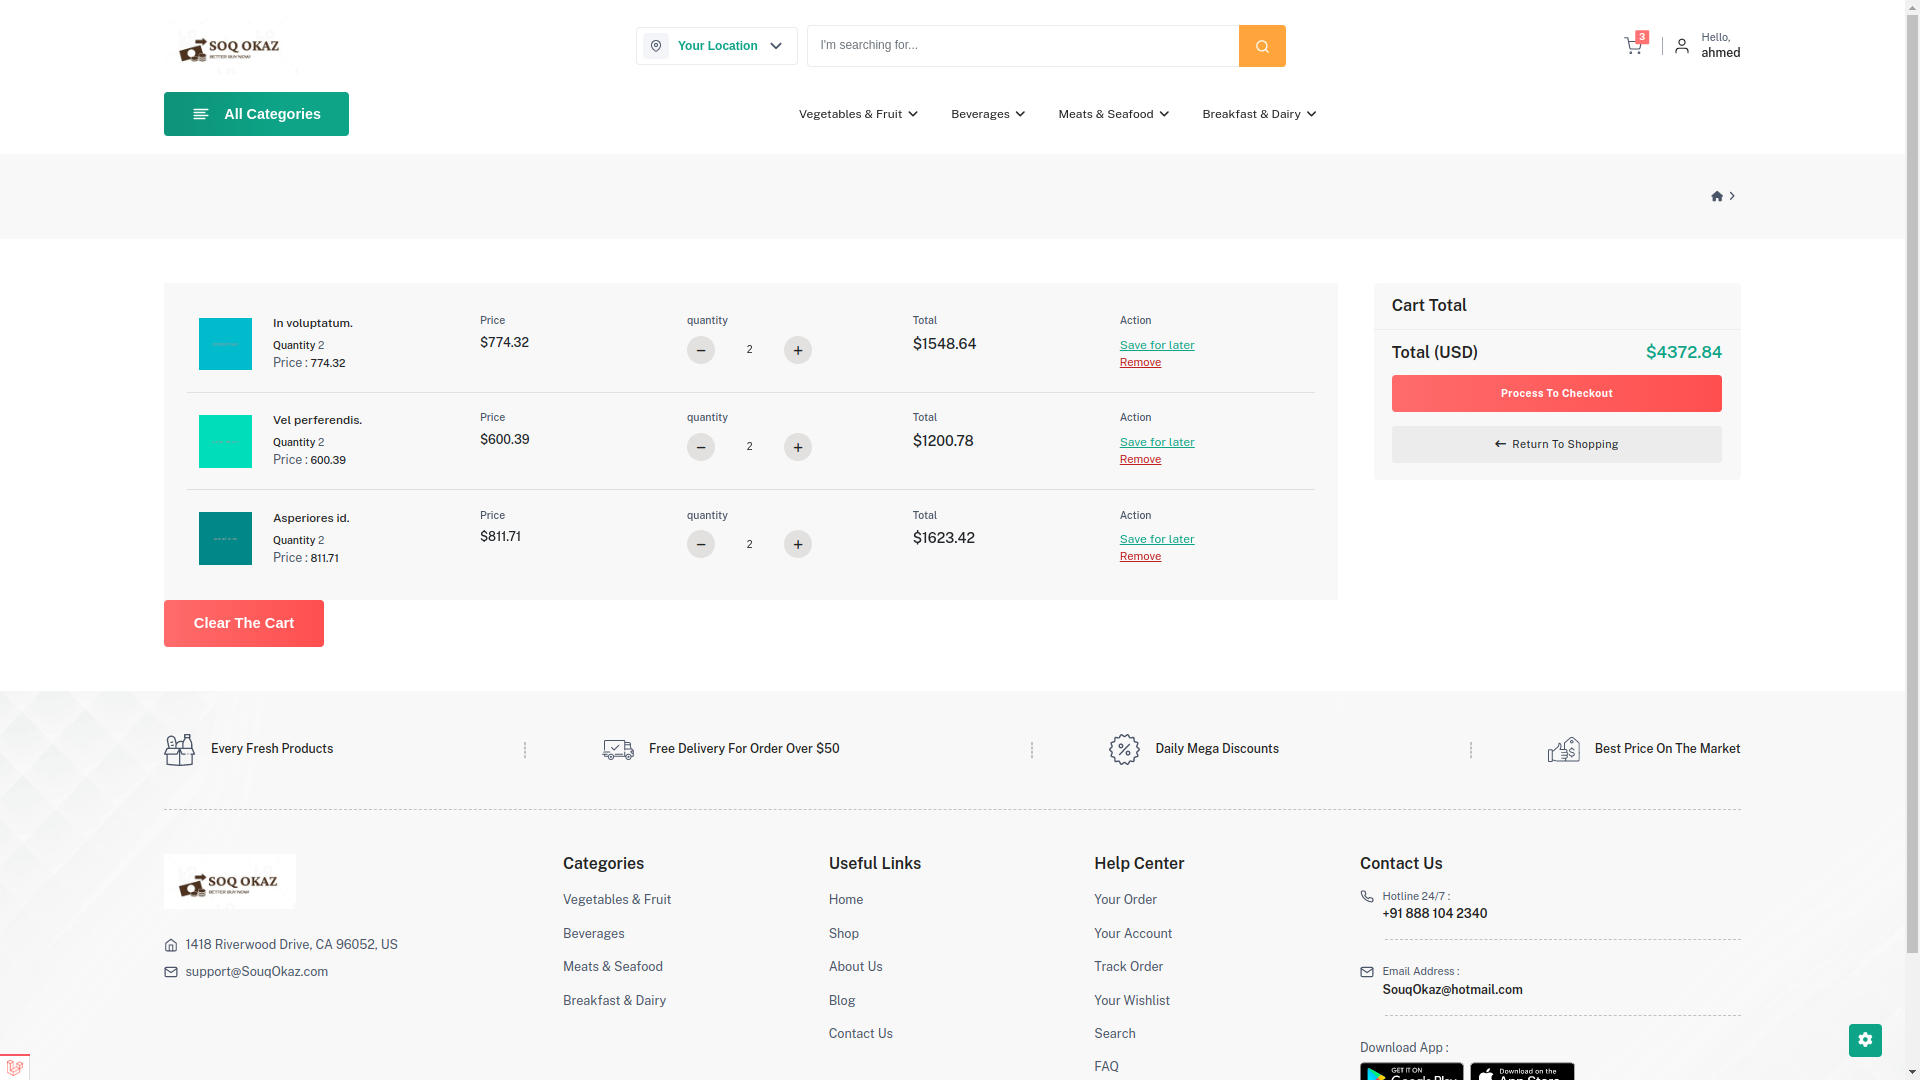 SOQ OKAZ
BETTER BUY NOW
Your Location
I'm searching for...
3
Hello,
ahmed
All Categories
Vegetables & Fruit
Beverages
Meats & Seafood
Breakfast & Dairy
In voluptatum.
Quantity 2
Price : 774.32
Price
$774.32
quantity
2
Total
$1548.64
Action
Save for later
Remove
Vel perferendis.
Quantity 2
Price : 600.39
Price
$600.39
quantity
2
Total
$1200.78
Action
Save for later
Remove
Asperiores id.
Quantity 2
Price : 811.71
Price
$811.71
quantity
2
Total
$1623.42
Action
Save for later
Remove
Cart Total
Total (USD)
$4372.84
Process To Checkout
Return To Shopping
Clear The Cart
Every Fresh Products
Free Delivery For Order Over $50
Daily Mega Discounts
Best Price On The Market
SOQ OKAZ
BETTER BUY NOW
1418 Riverwood Drive, CA 96052, US
support@SouqOkaz.com
Categories
Vegetables & Fruit
Beverages
Meats & Seafood
Breakfast & Dairy
Useful Links
Home
Shop
About Us
Blog
Contact Us
Help Center
Your Order
Your Account
Track Order
Your Wishlist
Search
FAQ
Contact Us
Hotline 24/7 :
+91 888 104 2340
Email Address :
SouqOkaz@hotmail.com
Download App :
GET IT ON
Google Play
Download on the
App Store